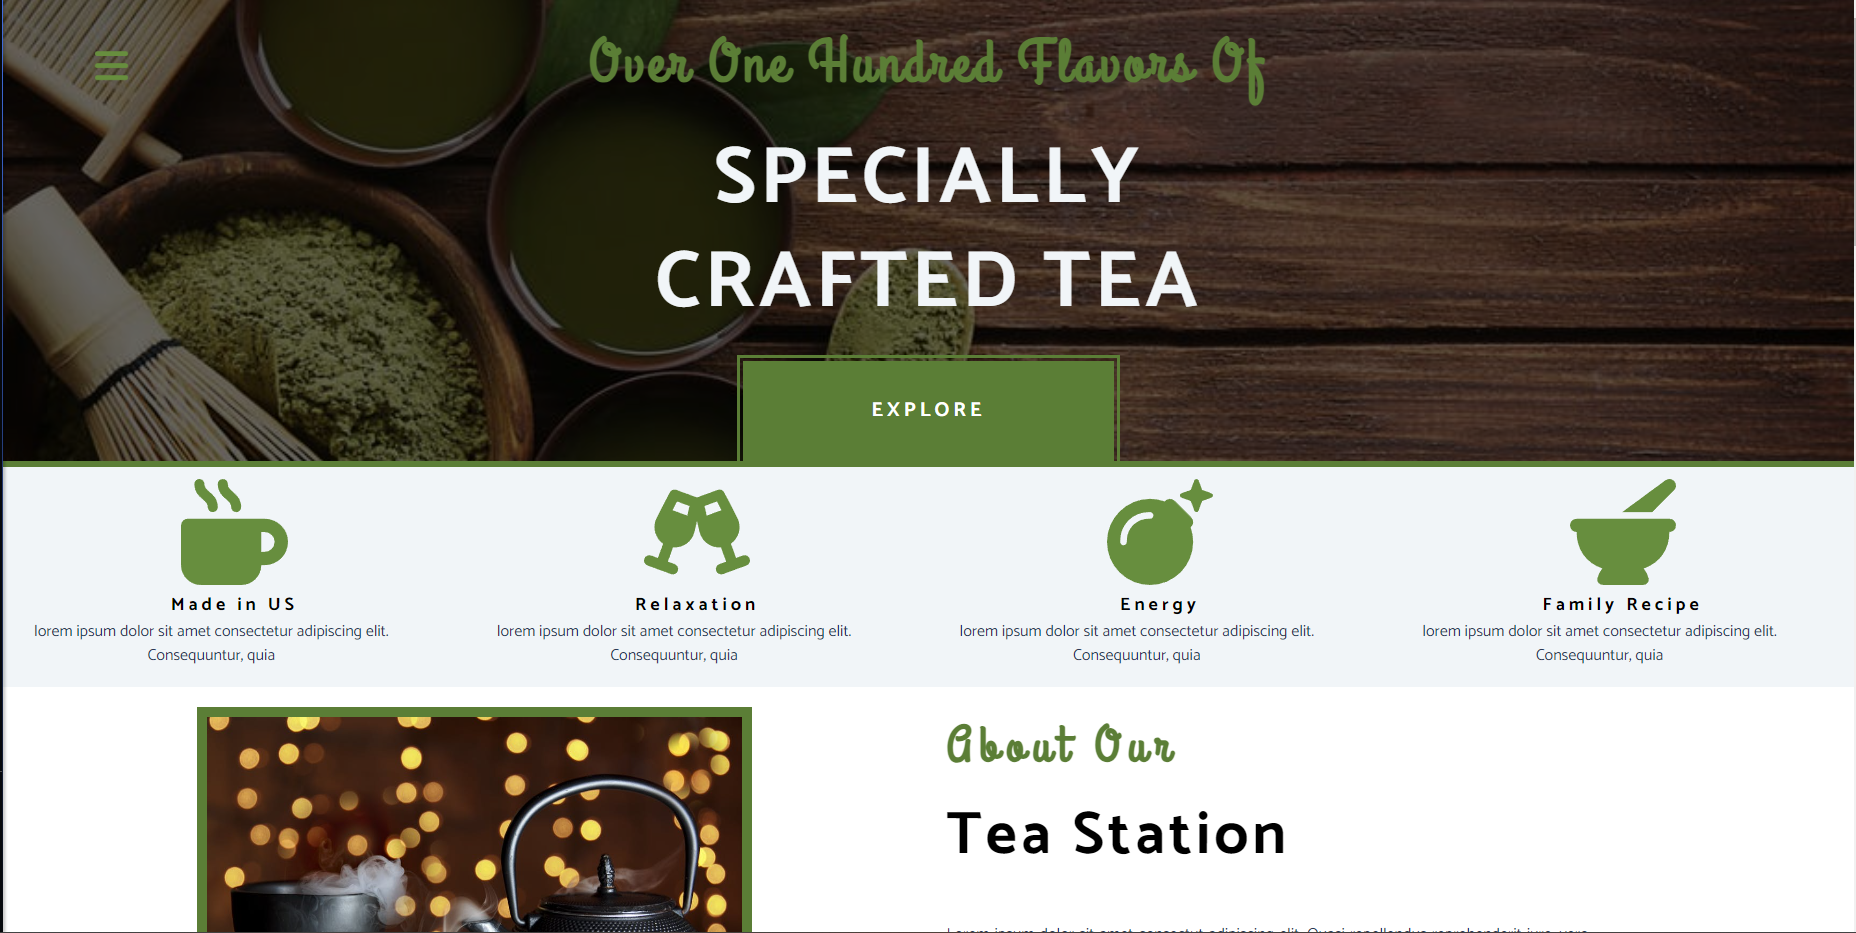 Over One Hundred Flavors Of
SPECIALLY
CRAFTED TEA
EXPLORE
Made in US
lorem ipsum dolor sit amet consectetur adipiscing elit.
Consequuntur, quia
Relaxation
lorem ipsum dolor sit amet consectetur adipiscing elit.
Consequuntur, quia
Energy
lorem ipsum dolor sit amet consectetur adipiscing elit.
Consequuntur, quia
Family Recipe
lorem ipsum dolor sit amet consectetur adipiscing elit.
Consequuntur, quia
About Our
Tea Station